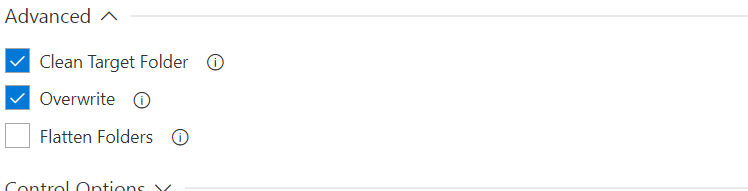 Advanced
Clean Target Folder
Overwrite
Flatten Folders
Control Options